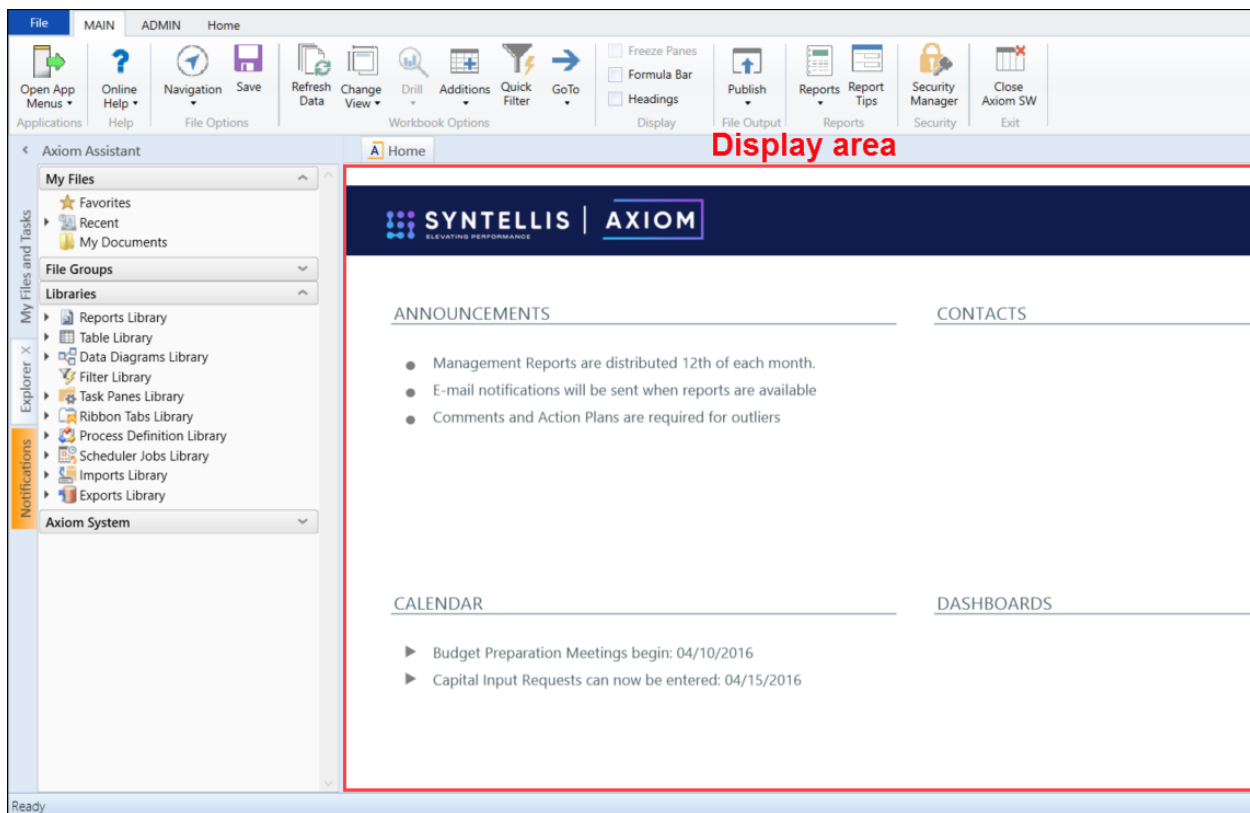 File MAIN ADMIN Home
Open App Menus
Online Help
Navigation
Save
Refresh Data
Change View
Drill
Additions
Quick Filter
GoTo
Freeze Panes
Formula Bar
Headings
Publish
Reports
Report Tips
Security Manager
Close Axiom SW
Applications Help File Options Workbook Options Display File Output Reports Security Exit
Axiom Assistant
A Home
Display area
My Files and Tasks
Explorer
Notifications
My Files
Favorites
Recent
My Documents
File Groups
Libraries
Reports Library
Table Library
Data Diagrams Library
Filter Library
Task Panes Library
Ribbon Tabs Library
Process Definition Library
Scheduler Jobs Library
Imports Library
Exports Library
Axiom System
SYNTELLIS | AXIOM
ELEVATING PERFORMANCE
ANNOUNCEMENTS
Management Reports are distributed 12th of each month.
E-mail notifications will be sent when reports are available
Comments and Action Plans are required for outliers
CONTACTS
CALENDAR
Budget Preparation Meetings begin: 04/10/2016
Capital Input Requests can now be entered: 04/15/2016
DASHBOARDS
Ready